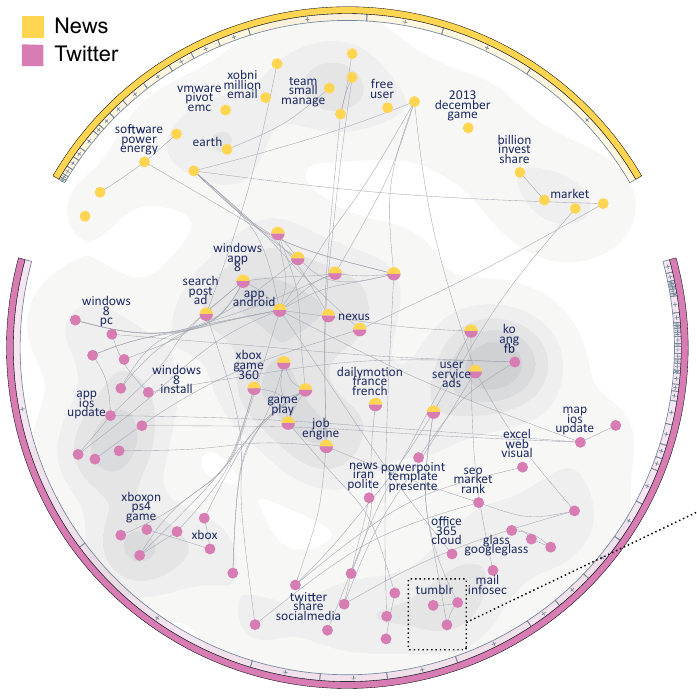 News
Twitter
xobni
million
email
team
small
manage
free
user
2013
december
game
vmware
pivot
emc
software
power
energy
earth
billion
invest
share
market
windows
app
8
search
post
ad
app
android
nexus
windows
8
pc
ko
ang
fb
xbox
game
360
user
service
ads
dailymotion
france
french
windows
8
install
app
ios
update
game
play
job
engine
map
ios
update
excel
web
visual
news
iran
polite
powerpoint
template
presente
seo
market
rank
xboxon
ps4
game
xbox
office
365
cloud
glass
googleglass
mail
infosec
tumblr
twitter
share
socialmedia